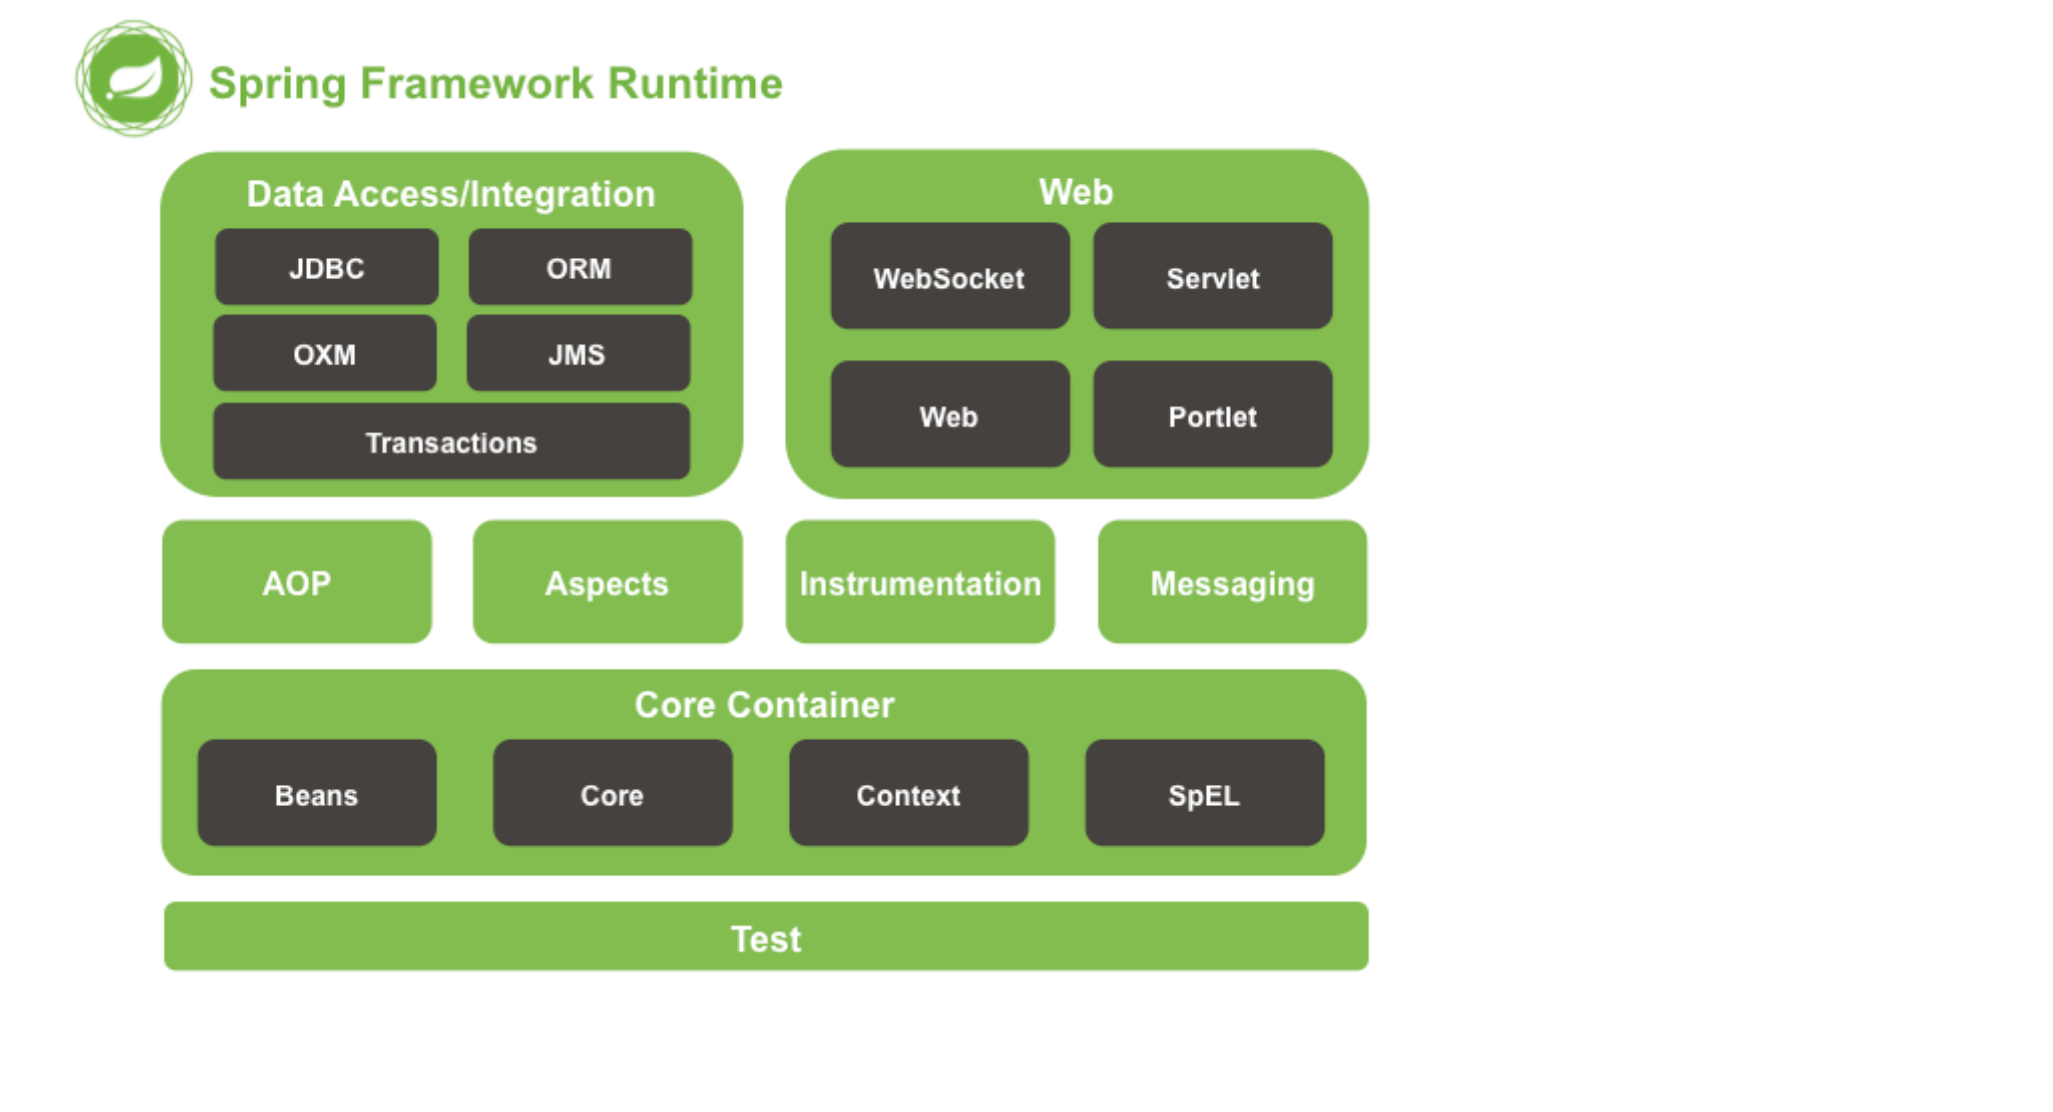 Spring Framework Runtime
Data Access/Integration
JDBC
ORM
OXM
JMS
Transactions
Web
WebSocket
Servlet
Web
Portlet
AOP
Aspects
Instrumentation
Messaging
Core Container
Beans
Core
Context
SpEL
Test